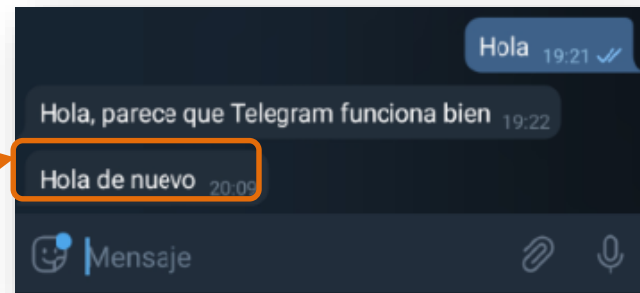 Hola 19:21
Hola, parece que Telegram funciona bien 19:22
Hola de nuevo 20:09
Mensaje